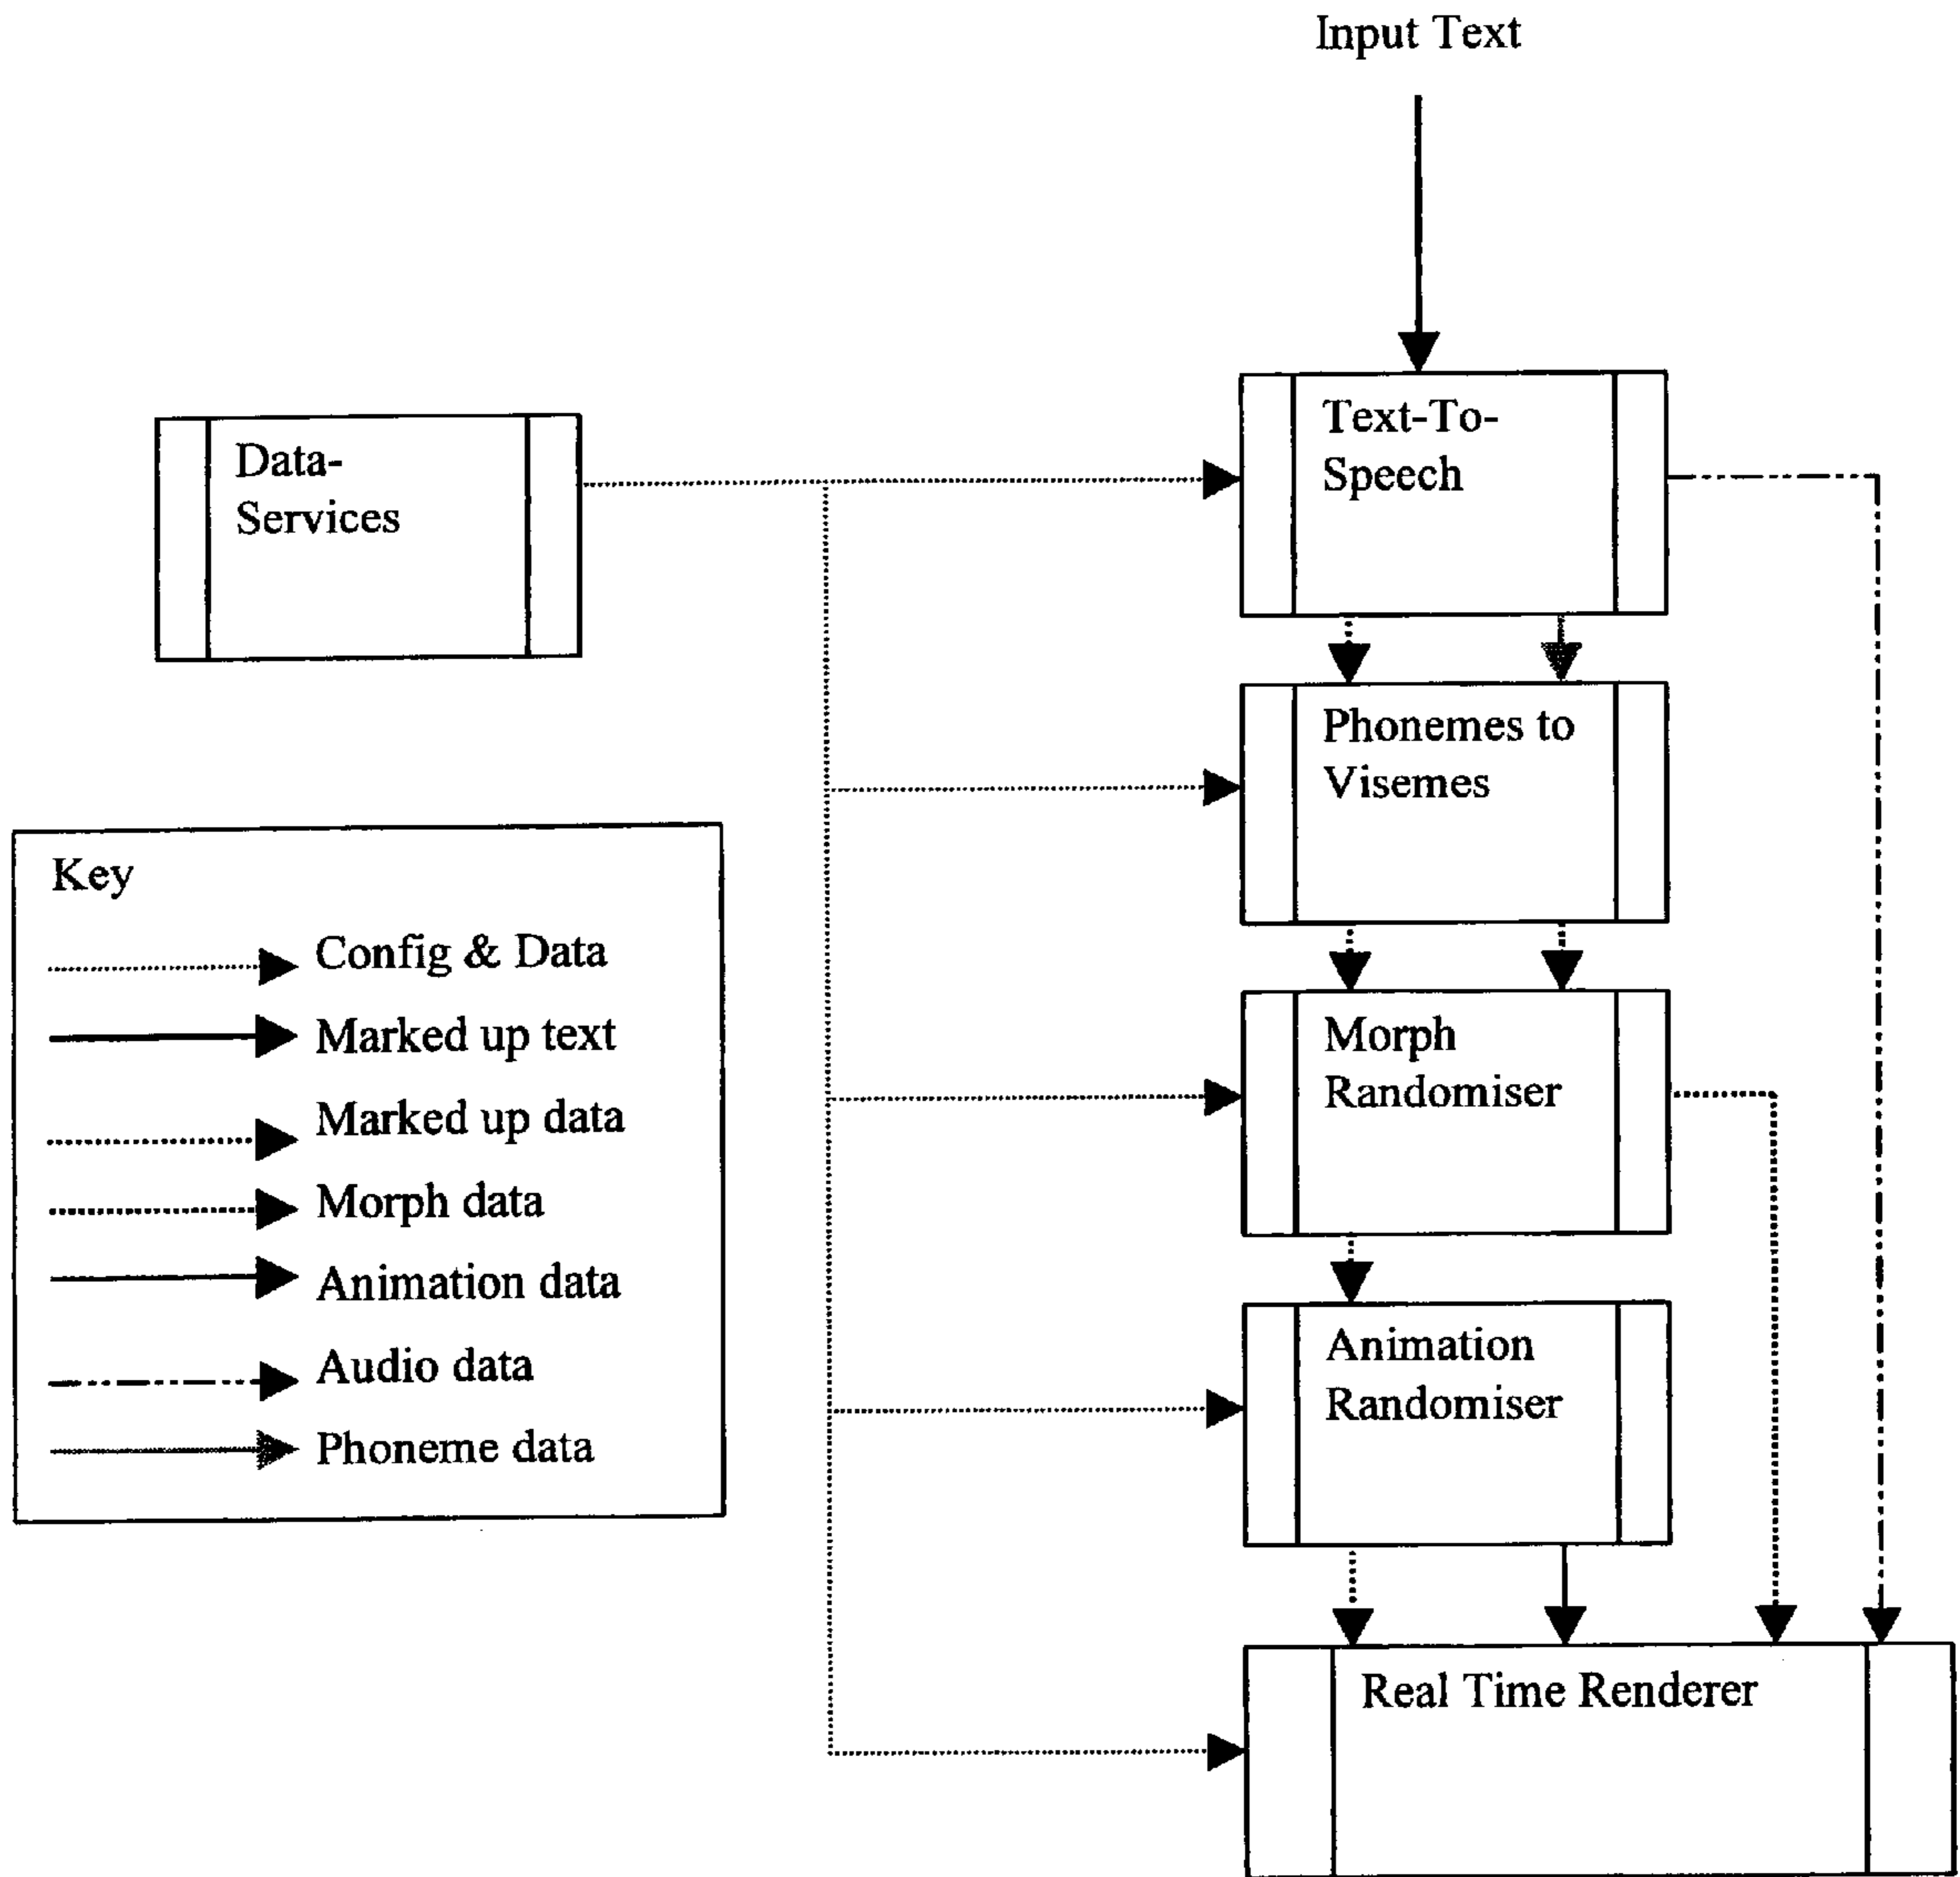 Input Text
Text-To-
Speech
Data-
Services
Phonemes to
Visemes
Key
Config & Data
Marked up text
Marked up data
Morph data
Animation data
Audio data
Phoneme data
Morph
Randomiser
Animation
Randomiser
Real Time Renderer